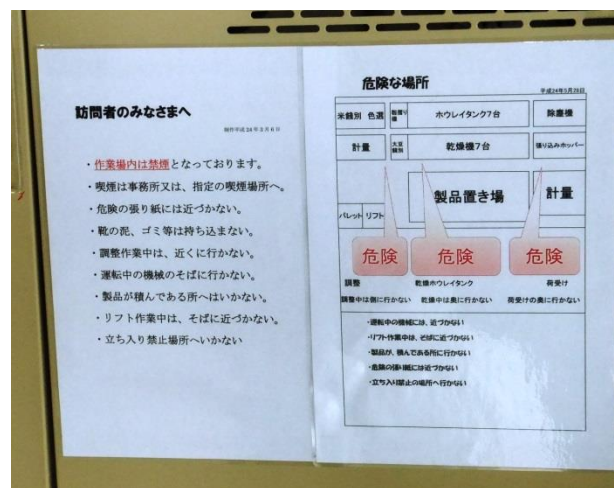 訪問者のみなさまへ
制作平成24年2月6日
・作業場内は禁煙となっております。
・喫煙は事務所又は、指定の喫煙場所へ。
・危険の張り紙には近づかない。
・靴の泥、ゴミ等は持ち込まない。
・調整作業中は、近くに行かない。
・運転中の機械のそばに行かない。
・製品が積んである所へはいかない。
・リフト作業中は、そばに近づかない。
・立ち入り禁止場所へいかない
危険な場所
米餞別 色選 ホウレイタンク7台 除塵機
計量 乾燥機7台 張り込みホッパー
製品置き場 計量
パレット リフト
危険 危険 危険
調整 乾燥ホウレイタンク 荷受け
調整中は側に行かない 乾燥中は奥に行かない 荷受けの奥に行かない
・運転中の機械には、近づかない
・リフト作業中は、そばに近づかない
・製品が、積んである所に行かない
・危険の張り紙には近づかない
・立ち入り禁止の場所へ行かない